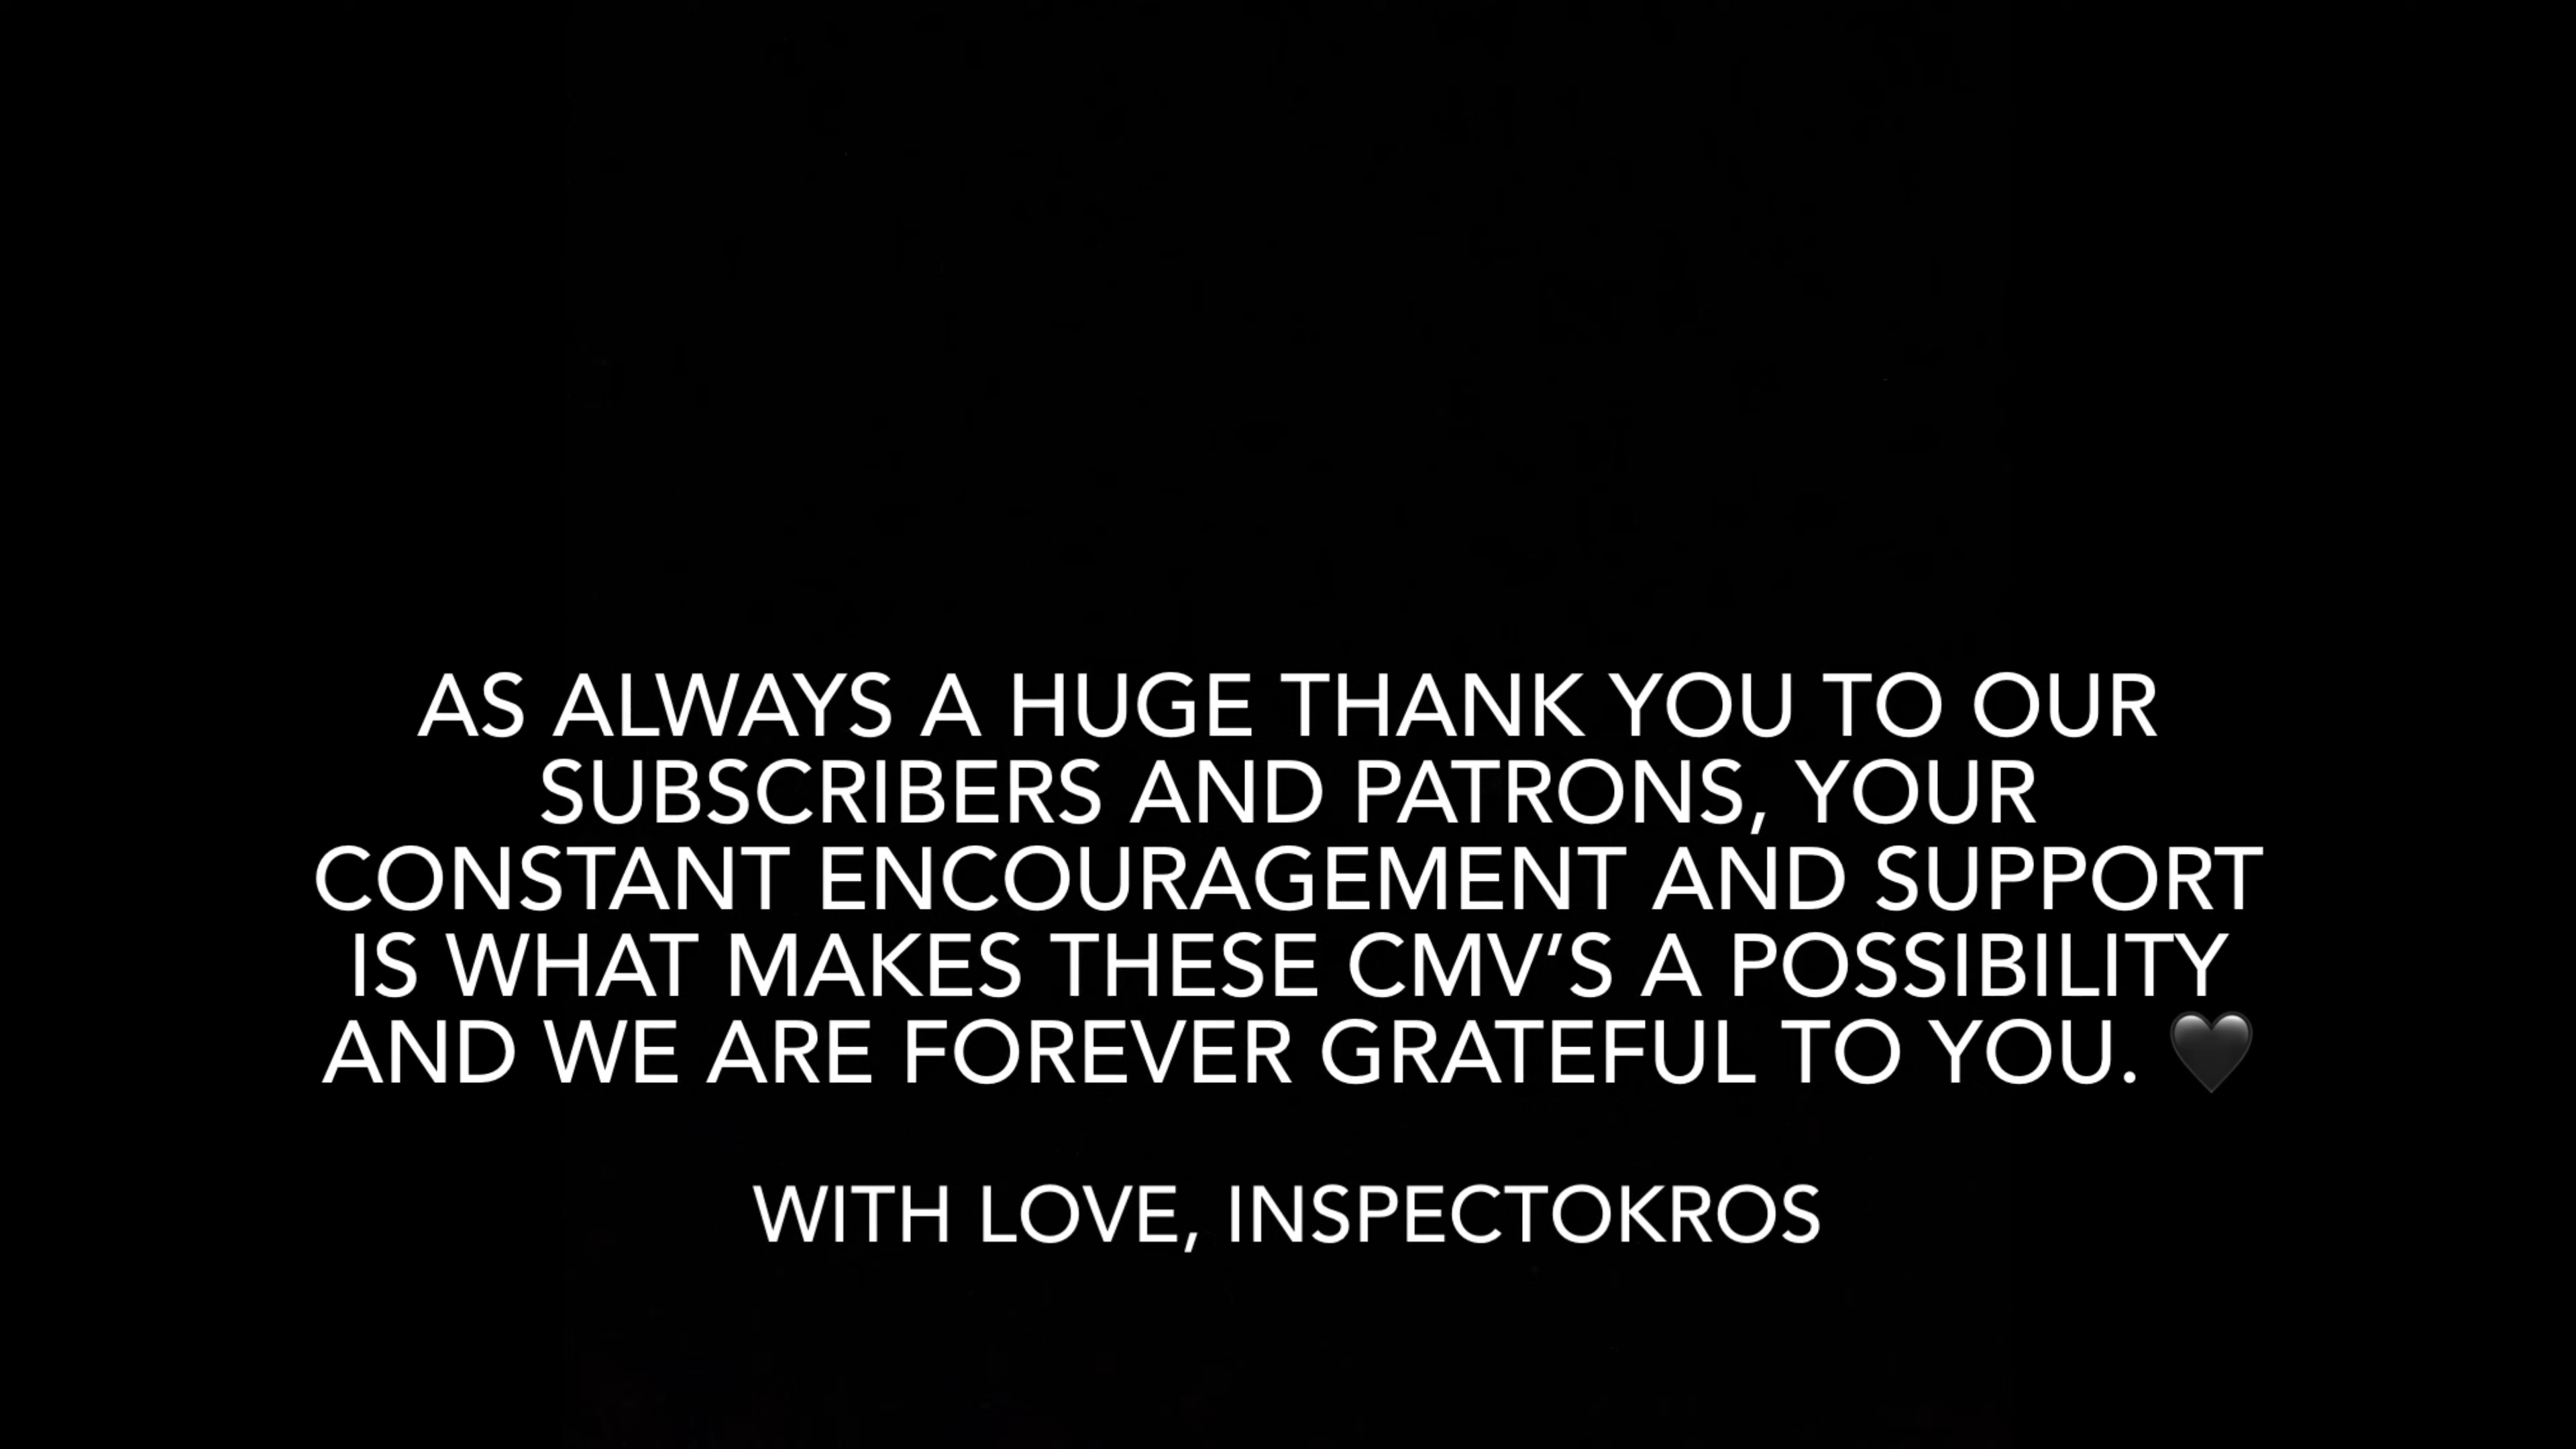 AS ALWAYS A HUGE THANK YOU TO OUR
SUBSCRIBERS AND PATRONS, YOUR
CONSTANT ENCOURAGEMENT AND SUPPORT
IS WHAT MAKES THESE CMV’S A POSSIBILITY
AND WE ARE FOREVER GRATEFUL TO YOU. 🖤
WITH LOVE, INSPECTOKROS